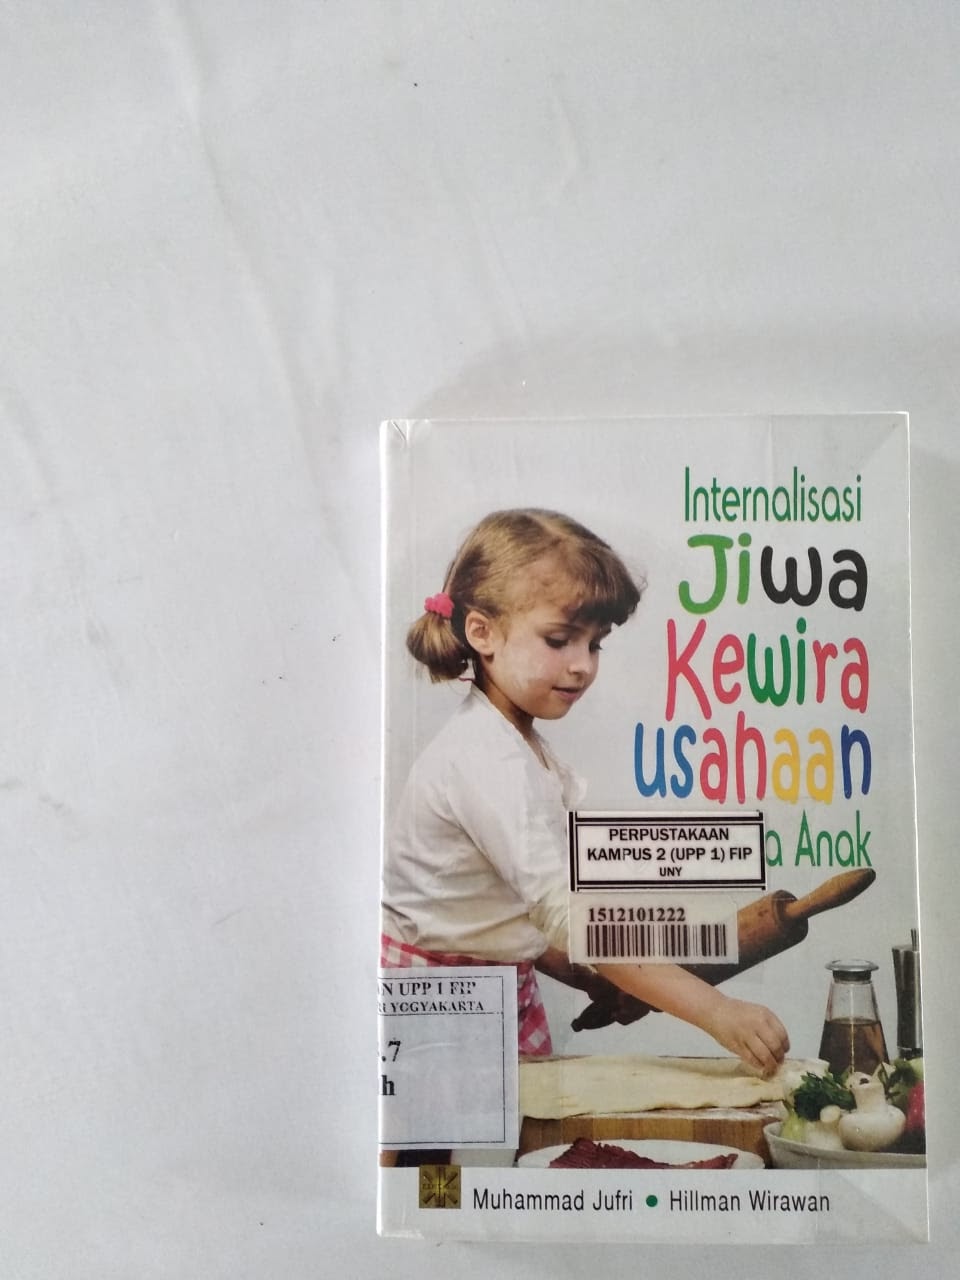 Internalisasi
Jiwa
Kewira
usahaan
a Anak
PERPUSTAKAAN
KAMPUS 2 (UPP 1) FIP
UNY
1512101222
N UPP 1 FIP
YOGYAKARTA
.7
h
Muhammad Jufri • Hillman Wirawan